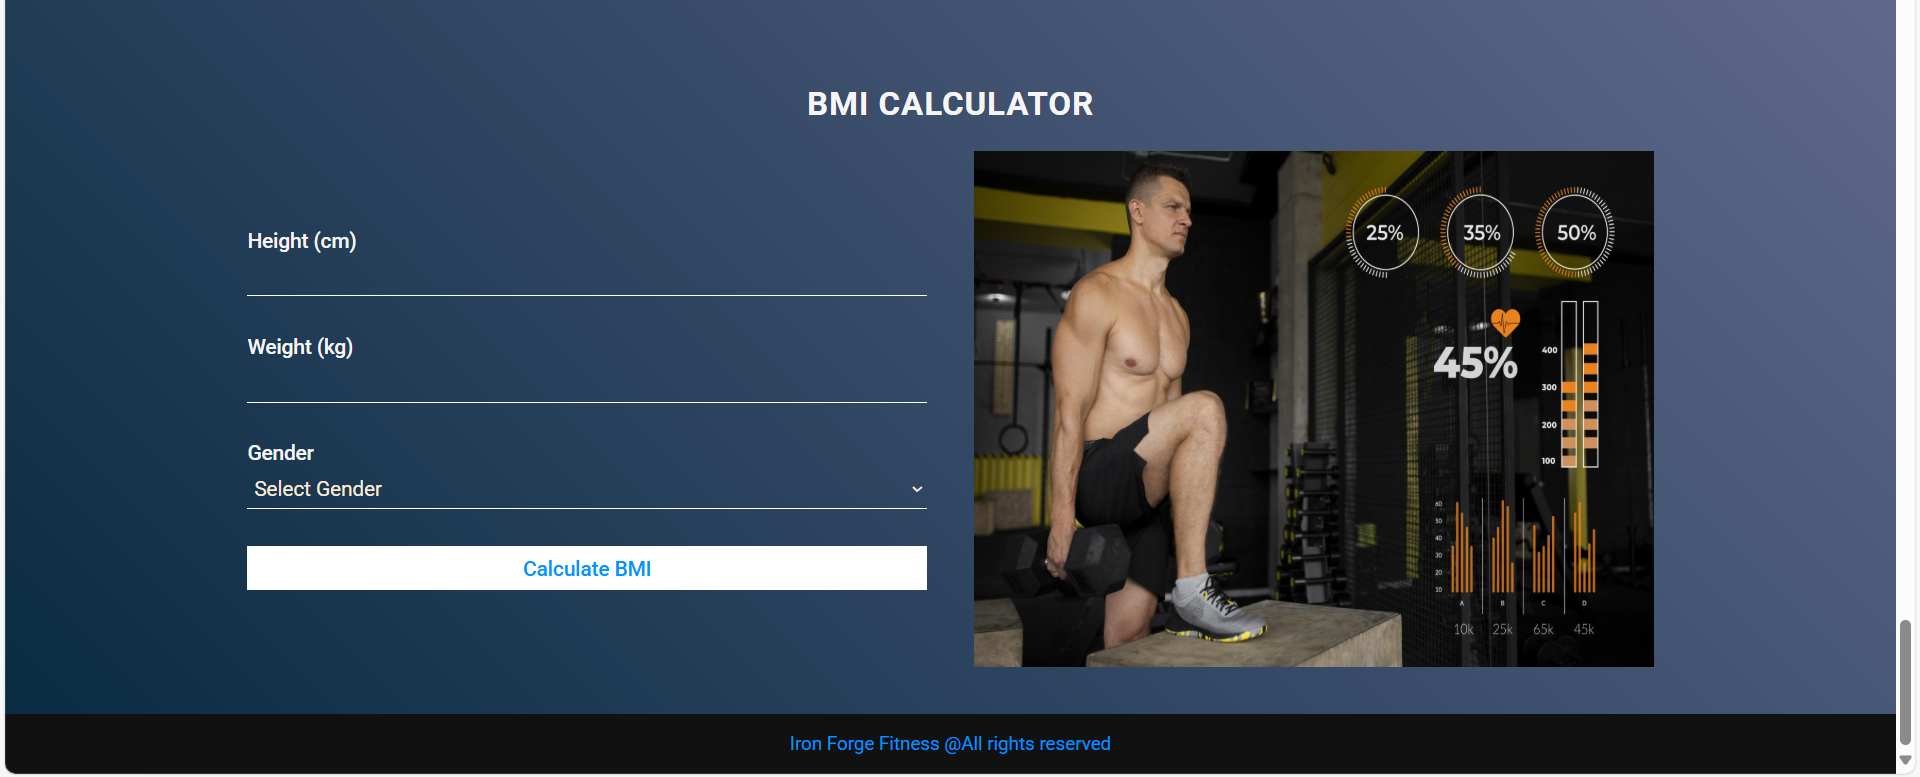 BMI CALCULATOR
Height (cm)
Weight (kg)
Gender
Select Gender
Calculate BMI
25% 35% 50%
45%
400
300
200
100
60
50
40
30
20
10
A B C D
10k 25k 65k 45k
Iron Forge Fitness @All rights reserved